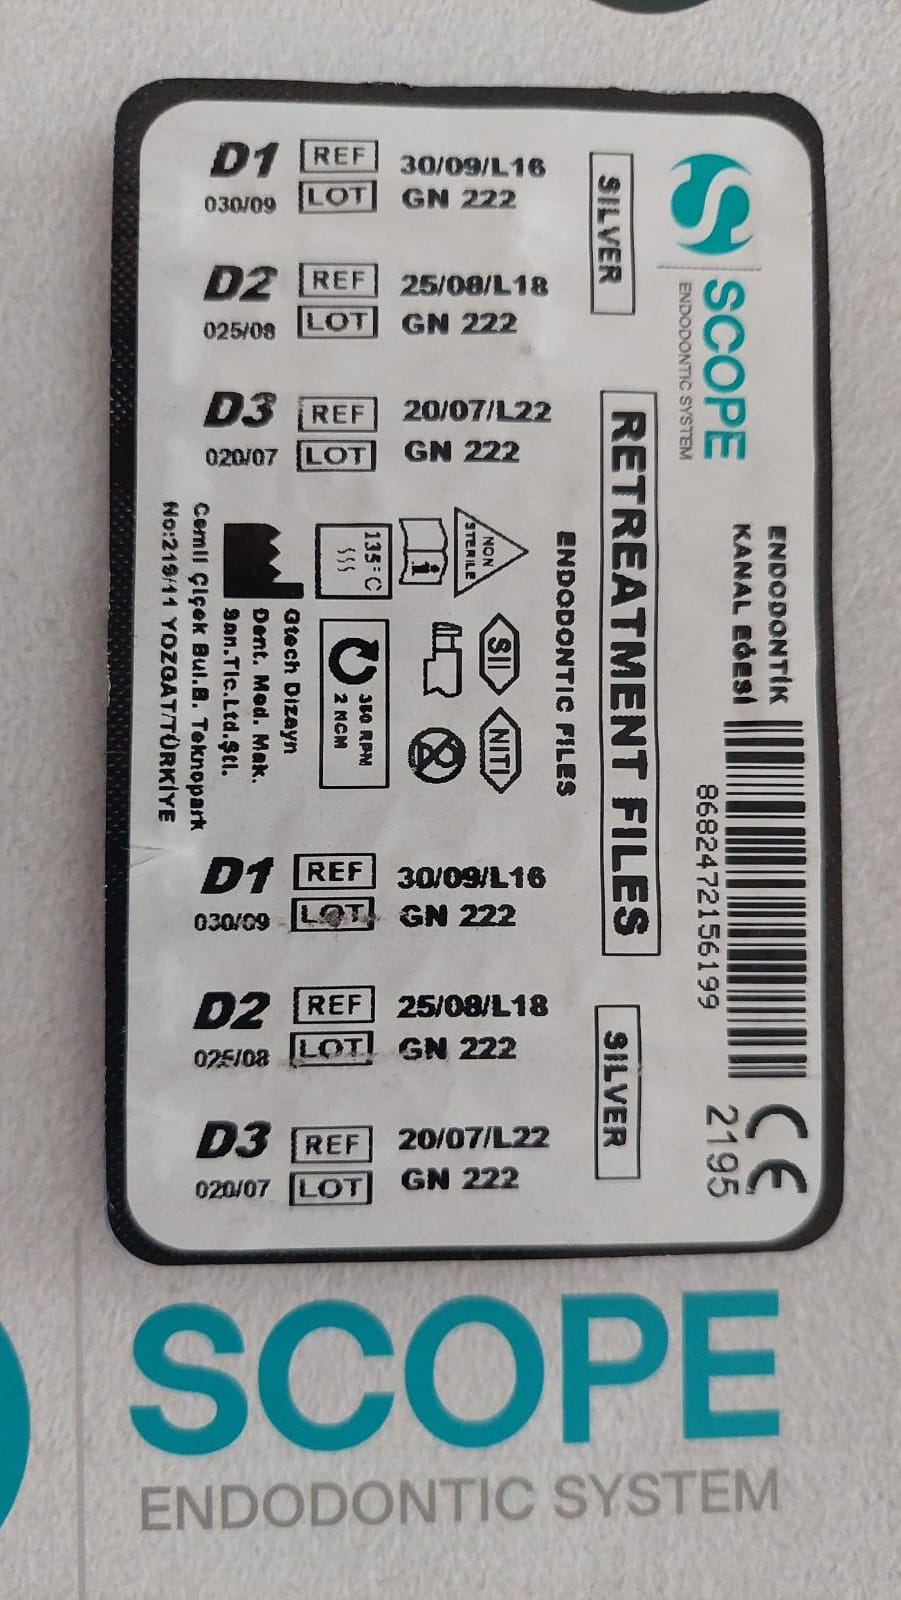 SCOPE
ENDODONTIC SYSTEM
ENDODONTİK
KANAL EĞESİ
8682472156199
CE
2195
SILVER
RETREATMENT FILES
SILVER
ENDODONTIC FILES
D1 REF 30/09/L16
030/09 LOT GN 222
D2 REF 25/08/L18
025/08 LOT GN 222
D3 REF 20/07/L22
020/07 LOT GN 222
NON
STERILE
i
135°C
SII
NITI
350 RPM
2 NCM
Gtech Dizayn
Dent. Med. Mak.
San.Tic.Ltd.Şti.
Cemil Çiçek Bul.B. Teknopark
No:219/11 YOZGAT/TÜRKİYE
D1 REF 30/09/L16
030/09 LOT GN 222
D2 REF 25/08/L18
025/08 LOT GN 222
D3 REF 20/07/L22
020/07 LOT GN 222
SCOPE
ENDODONTIC SYSTEM